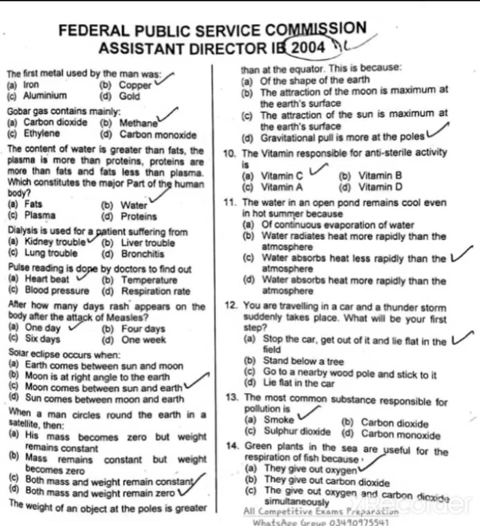 FEDERAL PUBLIC SERVICE COMMISSION
ASSISTANT DIRECTOR IB 2004
The first metal used by the man was:
(a) Iron (b) Copper
(c) Aluminium (d) Gold
Gobar gas contains mainly:
(a) Carbon dioxide (b) Methane
(c) Ethylene (d) Carbon monoxide
The content of water is greater than fats, the
plasma is more than proteins, proteins are
more than fats and fats less than plasma.
Which constitutes the major Part of the human
body?
(a) Fats (b) Water
(c) Plasma (d) Proteins
Dialysis is used for a patient suffering from
(a) Kidney trouble (b) Liver trouble
(c) Lung trouble (d) Bronchitis
Pulse reading is done by doctors to find out
(a) Heart beat (b) Temperature
(c) Blood pressure (d) Respiration rate
After how many days rash appears on the
body after the attack of Measles?
(a) One day (b) Four days
(c) Six days (d) One week
Solar eclipse occurs when:
(a) Earth comes between sun and moon
(b) Moon is at right angle to the earth
(c) Moon comes between sun and earth
(d) Sun comes between moon and earth
When a man circles round the earth in a
satellite, then:
(a) His mass becomes zero but weight
remains constant
(b) Mass remains constant but weight
becomes zero
(c) Both mass and weight remain constant
(d) Both mass and weight remain zero
The weight of an object at the poles is greater
than at the equator. This is because:
(a) Of the shape of the earth
(b) The attraction of the moon is maximum at
the earth's surface
(c) The attraction of the sun is maximum at
the earth's surface
(d) Gravitational pull is more at the poles
10. The Vitamin responsible for anti-sterile activity
is
(a) Vitamin C (b) Vitamin B
(c) Vitamin A (d) Vitamin D
11. The water in an open pond remains cool even
in hot summer because
(a) Of continuous evaporation of water
(b) Water radiates heat more rapidly than the
atmosphere
(c) Water absorbs heat less rapidly than the
atmosphere
(d) Water absorbs heat more rapidly than the
atmosphere
12. You are travelling in a car and a thunder storm
suddenly takes place. What will be your first
step?
(a) Stop the car, get out of it and lie flat in the
field
(b) Stand below a tree
(c) Go to a nearby wood pole and stick to it
(d) Lie flat in the car
13. The most common substance responsible for
pollution is
(a) Smoke (b) Carbon dioxide
(c) Sulphur dioxide (d) Carbon monoxide
14. Green plants in the sea are useful for the
respiration of fish because
(a) They give out oxygen
(b) They give out carbon dioxide
(c) The give out oxygen and carbon dioxide
simultaneously
All Competitive Exams Preparation
WhatsApp Group 03490975541